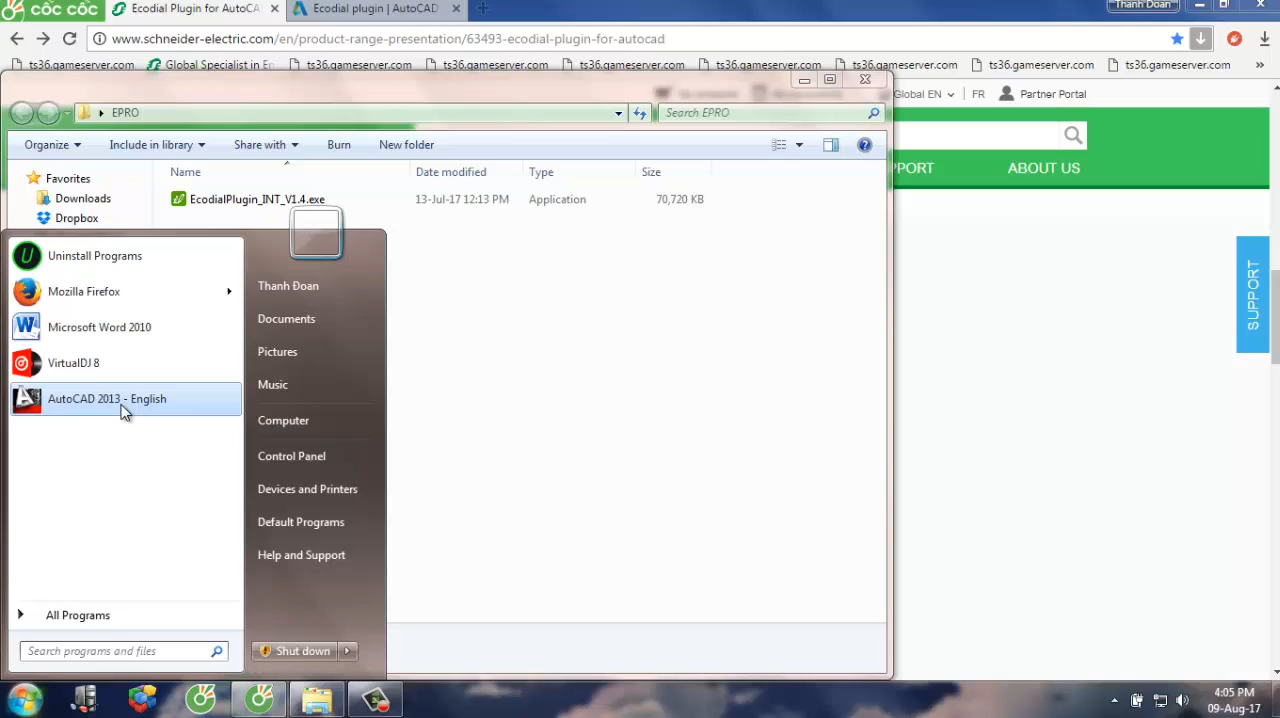 cốc cốc
Ecodial Plugin for AutoCA
Ecodial plugin | AutoCAD
Thanh Đoan
www.schneider-electric.com/en/product-range-presentation/63493-ecodial-plugin-for-autocad
ts36.gameserver.com/
Global Specialist in En
ts36.gameserver.com/
ts36.gameserver.com/
ts36.gameserver.com/
ts36.gameserver.com/
ts36.gameserver.com/
ts36.gameserver.com/
»
Global EN
FR
Partner Portal
EPRO
Search EPRO
Organize
Include in library
Share with
Burn
New folder
PORT
ABOUT US
Favorites
Downloads
Dropbox
Name
Date modified
Type
Size
EcodialPlugin_INT_V1.4.exe
13-Jul-17 12:13 PM
Application
70,720 KB
Uninstall Programs
Mozilla Firefox
Microsoft Word 2010
VirtualDJ 8
AutoCAD 2013 - English
All Programs
Search programs and files
Thanh Đoan
Documents
Pictures
Music
Computer
Control Panel
Devices and Printers
Default Programs
Help and Support
Shut down
SUPPORT
4:05 PM
09-Aug-17